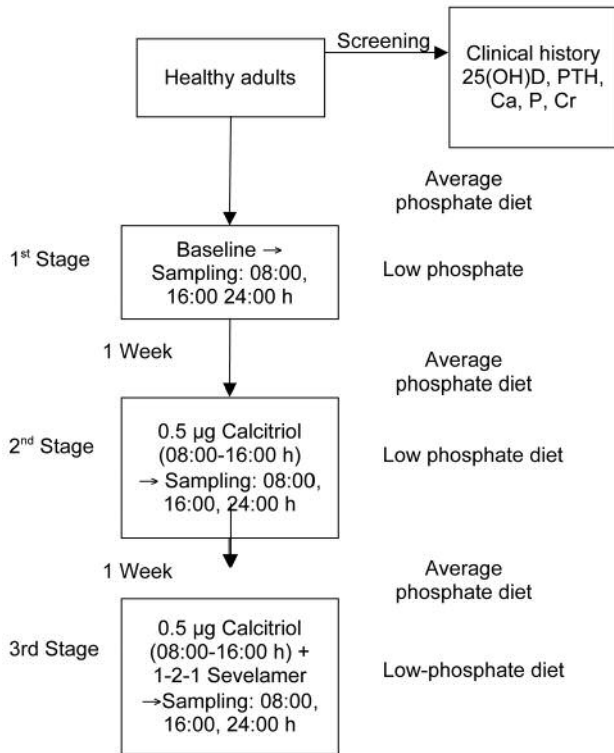 Screening
Healthy adults
Clinical history
25(OH)D, PTH,
Ca, P, Cr
Average
phosphate diet
1st Stage
Baseline →
Sampling: 08:00,
16:00 24:00 h
Low phosphate
1 Week
Average
phosphate diet
2nd Stage
0.5 µg Calcitriol
(08:00-16:00 h)
→ Sampling: 08:00,
16:00, 24:00 h
Low phosphate diet
1 Week
Average
phosphate diet
3rd Stage
0.5 µg Calcitriol
(08:00-16:00 h) +
1-2-1 Sevelamer
→Sampling: 08:00,
16:00, 24:00 h
Low-phosphate diet